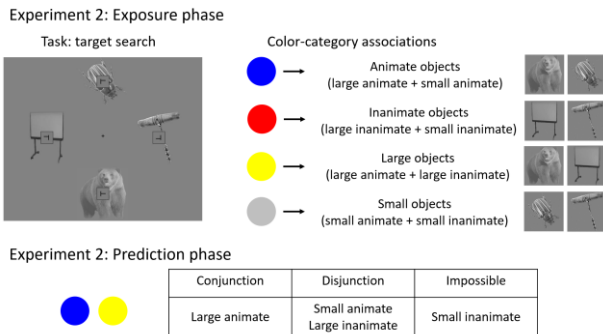 Experiment 2: Exposure phase
Task: target search
Color-category associations
Animate objects
(large animate + small animate)
Inanimate objects
(large inanimate + small inanimate)
Large objects
(large animate + large inanimate)
Small objects
(small animate + small inanimate)
Experiment 2: Prediction phase
Conjunction
Disjunction
Impossible
Large animate
Small animate
Large inanimate
Small inanimate